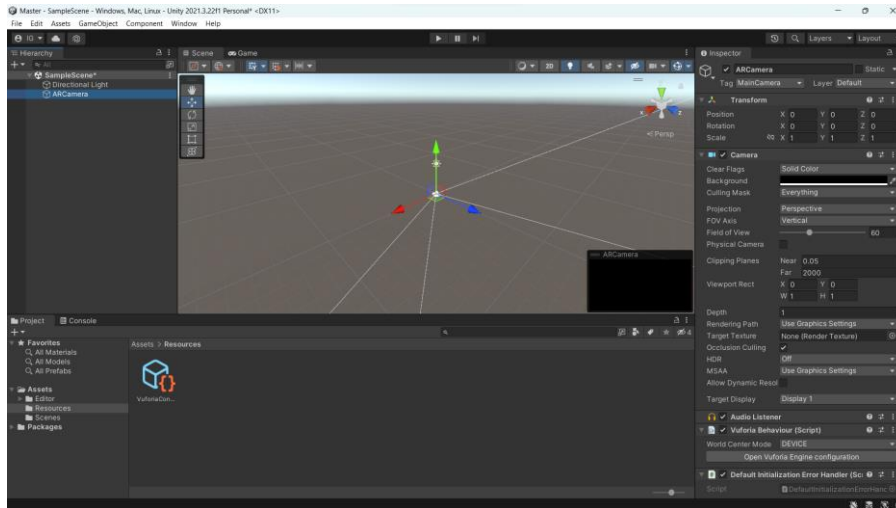 Master - SampleScene - Windows, Mac, Linux - Unity 2021.3.22f1 Personal* <DX11>
File Edit Assets GameObject Component Window Help
Layers Layout
Hierarchy
All
SampleScene*
Directional Light
ARCamera
Scene Game
2D
x z
Persp
ARCamera
Inspector
ARCamera Static
Tag MainCamera Layer Default
Transform
Position X 0 Y 0 Z 0
Rotation X 0 Y 0 Z 0
Scale X 1 Y 1 Z 1
Camera
Clear Flags Solid Color
Background
Culling Mask Everything
Projection Perspective
FOV Axis Vertical
Field of View 60
Physical Camera
Clipping Planes Near 0.05
Far 2000
Viewport Rect X 0 Y 0
W 1 H 1
Depth 1
Rendering Path Use Graphics Settings
Target Texture None (Render Texture)
Occlusion Culling
HDR Off
MSAA Use Graphics Settings
Allow Dynamic Resol
Target Display Display 1
Audio Listener
Vuforia Behaviour (Script)
World Center Mode DEVICE
Open Vuforia Engine configuration
Default Initialization Error Handler (Scr
Script DefaultInitializationErrorHanc
Project Console
Favorites
All Materials
All Models
All Prefabs
Assets
Editor
Resources
Scenes
Packages
Assets > Resources
VuforiaCon...